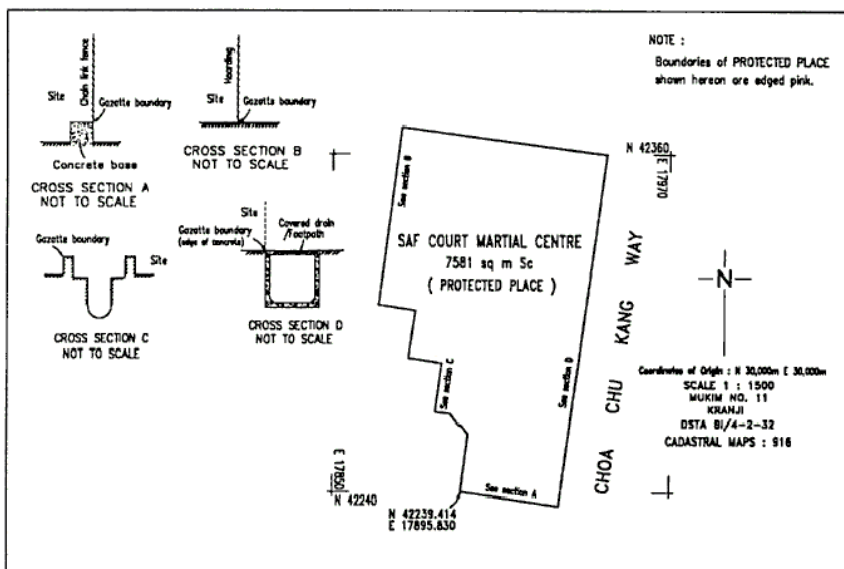 Chain link fence
Site
Gazette boundary
Concrete base
CROSS SECTION A
NOT TO SCALE
Hoarding
Site
Gazette boundary
CROSS SECTION B
NOT TO SCALE
Gazette boundary
Site
CROSS SECTION C
NOT TO SCALE
Site
Gazette boundary
(edge of concrete)
Covered drain
/Footpath
CROSS SECTION D
NOT TO SCALE
NOTE :
Boundaries of PROTECTED PLACE
shown hereon are edged pink.
N 42360
E 17970
See section B
SAF COURT MARTIAL CENTRE
7581 sq m Sc
( PROTECTED PLACE )
See section C
See section D
See section A
CHOA CHU KANG WAY
E 17850
N 42240
N 42239.414
E 17895.830
N
Coordinates of Origin : N 30,000m E 30,000m
SCALE 1 : 1500
MUKIM NO. 11
KRANJI
DSTA BI/4-2-32
CADASTRAL MAPS : 916